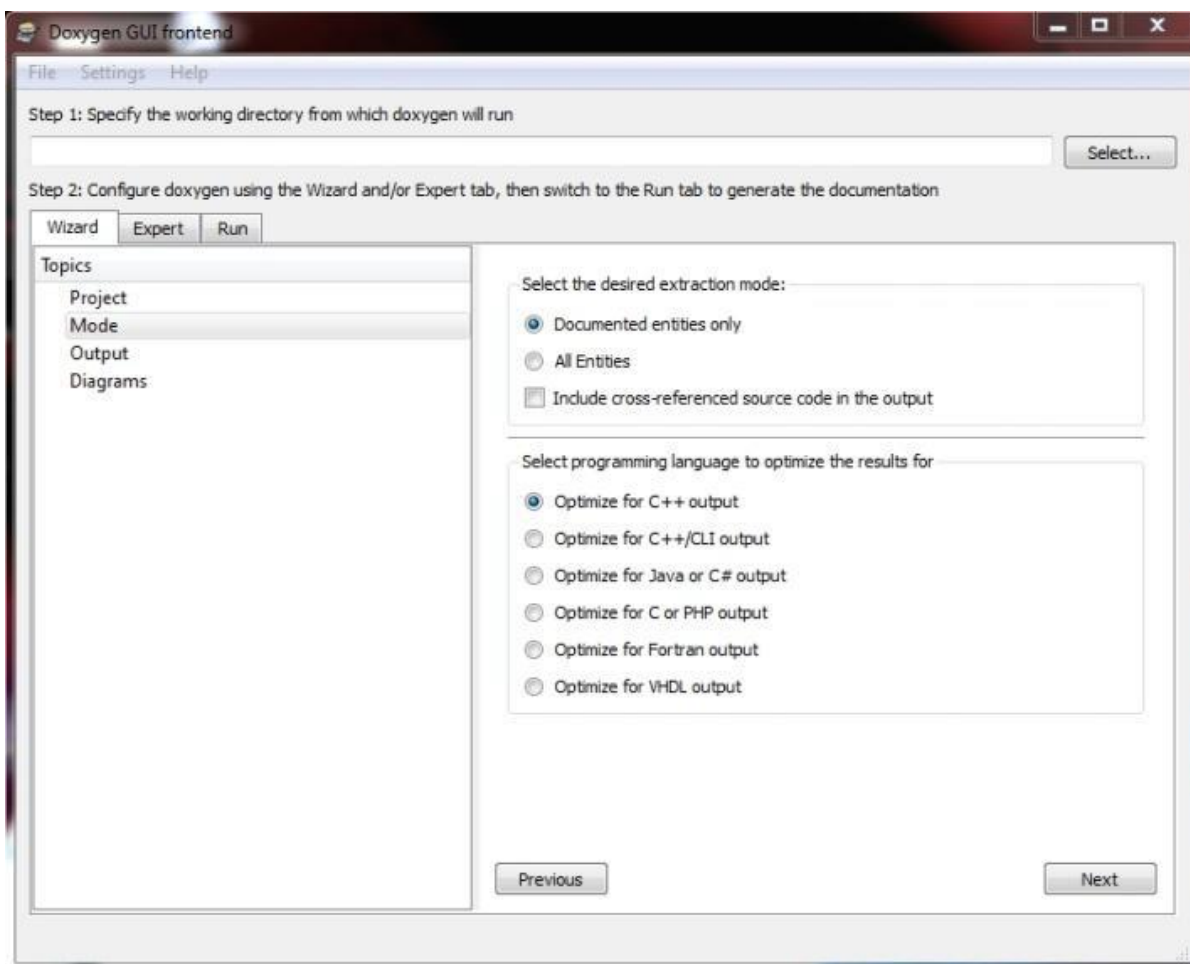 Doxygen GUI frontend
File Settings Help
Step 1: Specify the working directory from which doxygen will run
Select...
Step 2: Configure doxygen using the Wizard and/or Expert tab, then switch to the Run tab to generate the documentation
Wizard Expert Run
Topics
Project
Mode
Output
Diagrams
Select the desired extraction mode:
Documented entities only
All Entities
Include cross-referenced source code in the output
Select programming language to optimize the results for
Optimize for C++ output
Optimize for C++/CLI output
Optimize for Java or C# output
Optimize for C or PHP output
Optimize for Fortran output
Optimize for VHDL output
Previous Next